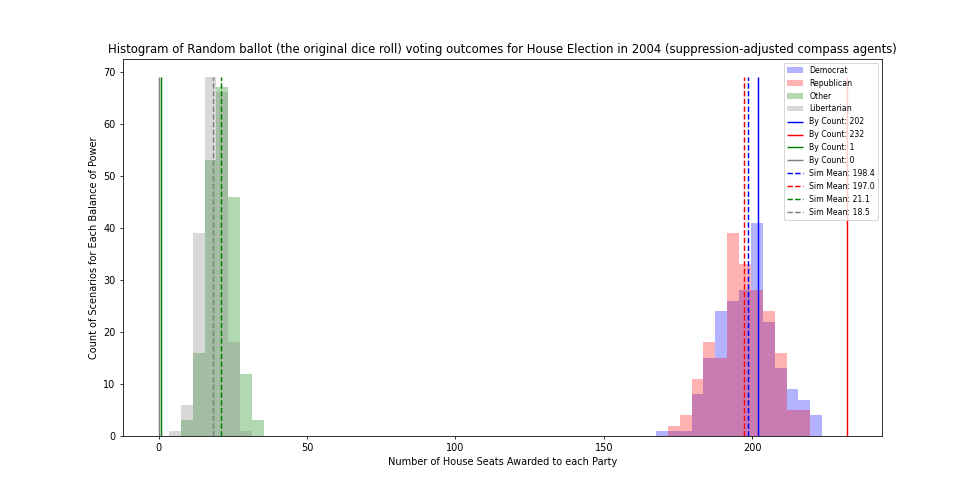 Histogram of Random ballot (the original dice roll) voting outcomes for House Election in 2004 (suppression-adjusted compass agents)
Count of Scenarios for Each Balance of Power
70
60
50
40
30
20
10
0
Democrat
Republican
Other
Libertarian
By Count: 202
By Count: 232
By Count: 1
By Count: 0
Sim Mean: 198.4
Sim Mean: 197.0
Sim Mean: 21.1
Sim Mean: 18.5
0 50 100 150 200
Number of House Seats Awarded to each Party